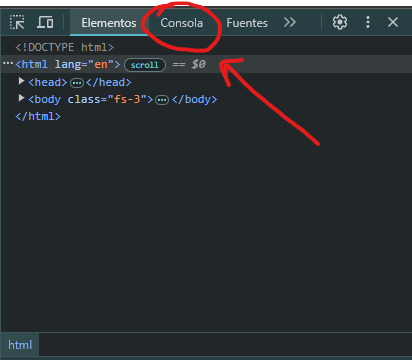 Elementos Consola Fuentes
<!DOCTYPE html>
<html lang="en"> scroll == $0
<head> ... </head>
<body class="fs-3"> ... </body>
</html>
html